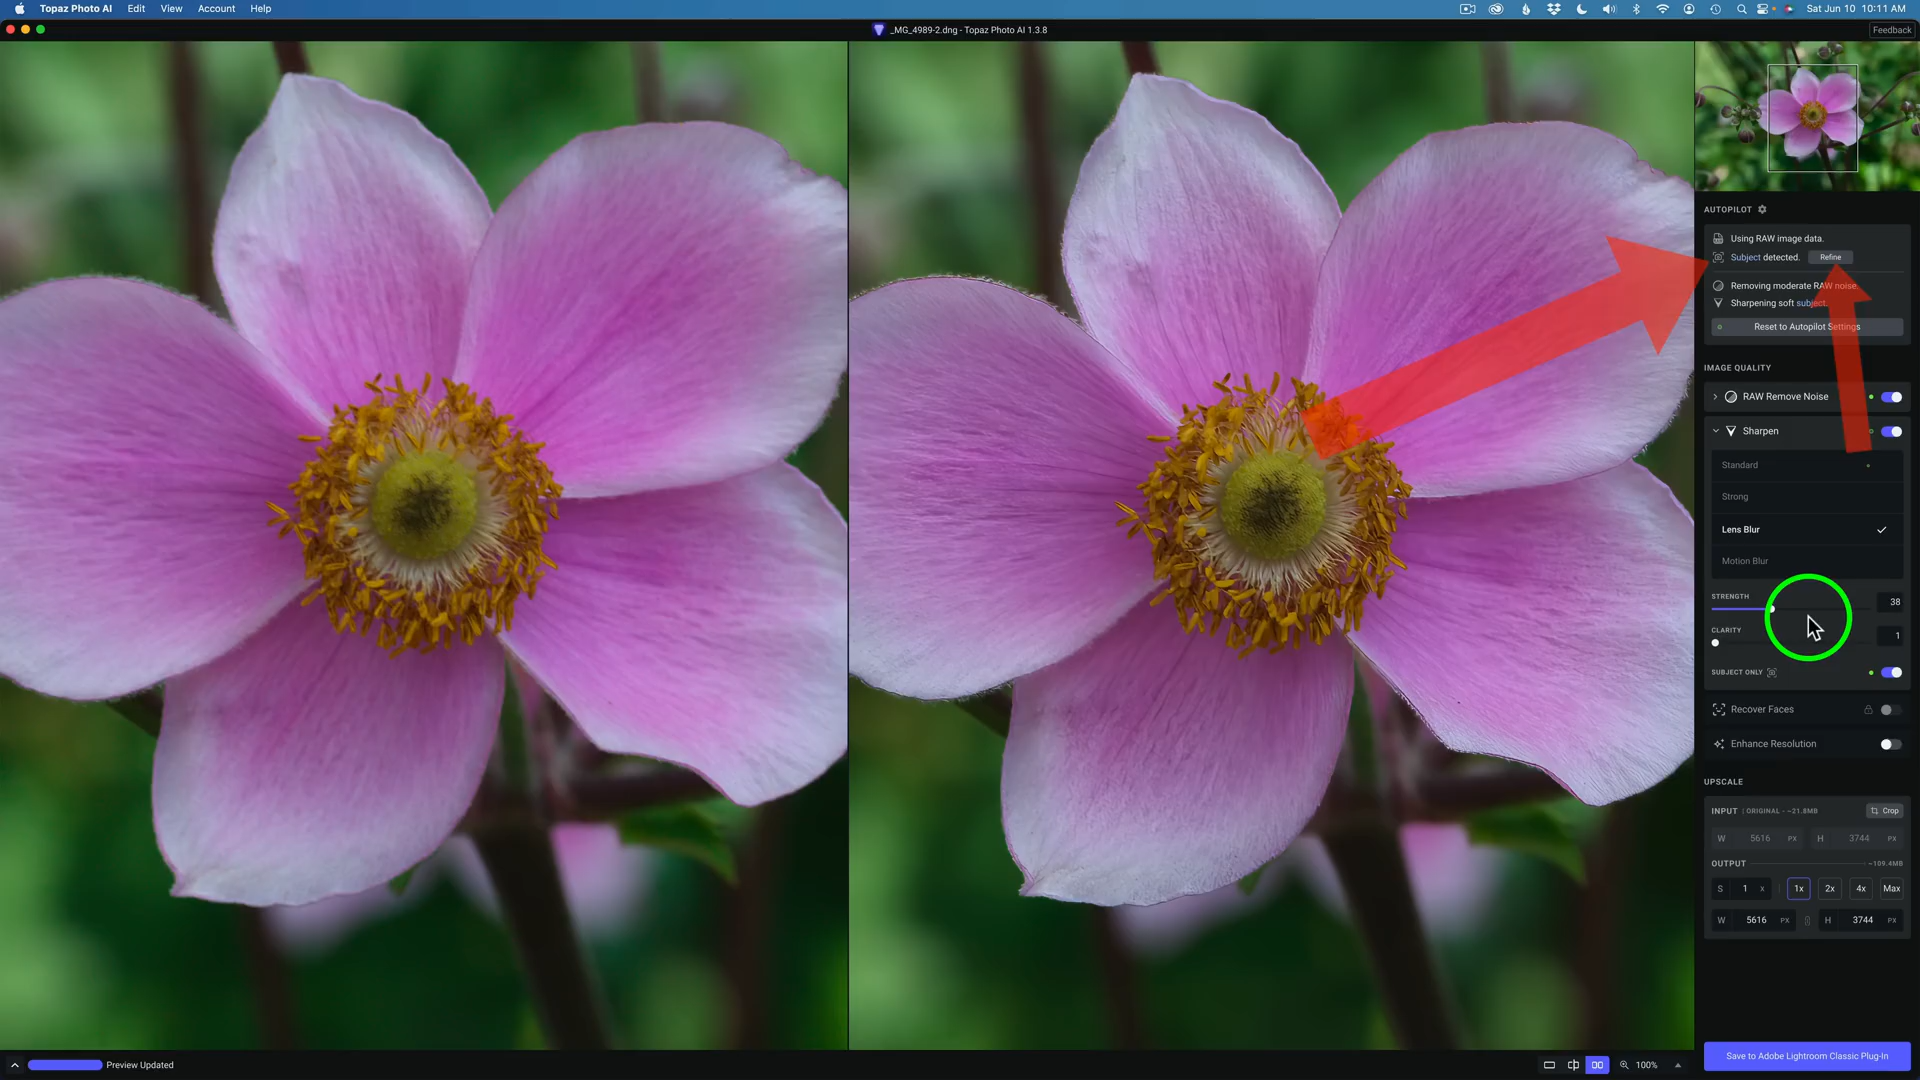 Topaz Photo AI Edit View Account Help Sat Jun 10 10:11 AM
_MG_4989-2.dng - Topaz Photo AI 1.3.8 Feedback
AUTOPILOT
Using RAW image data.
Subject detected. Refine
Removing moderate RAW noise.
Sharpening soft subject.
Reset to Autopilot Settings
IMAGE QUALITY
RAW Remove Noise
Sharpen
Standard
Strong
Lens Blur
Motion Blur
STRENGTH 38
CLARITY 1
SUBJECT ONLY
Recover Faces
Enhance Resolution
UPSCALE
INPUT | ORIGINAL - ~21.8MB Crop
W 5616 PX H 3744 PX
OUTPUT ~109.4MB
S 1 x 1x 2x 4x Max
W 5616 PX H 3744 PX
Save to Adobe Lightroom Classic Plug-In
Preview Updated 100%